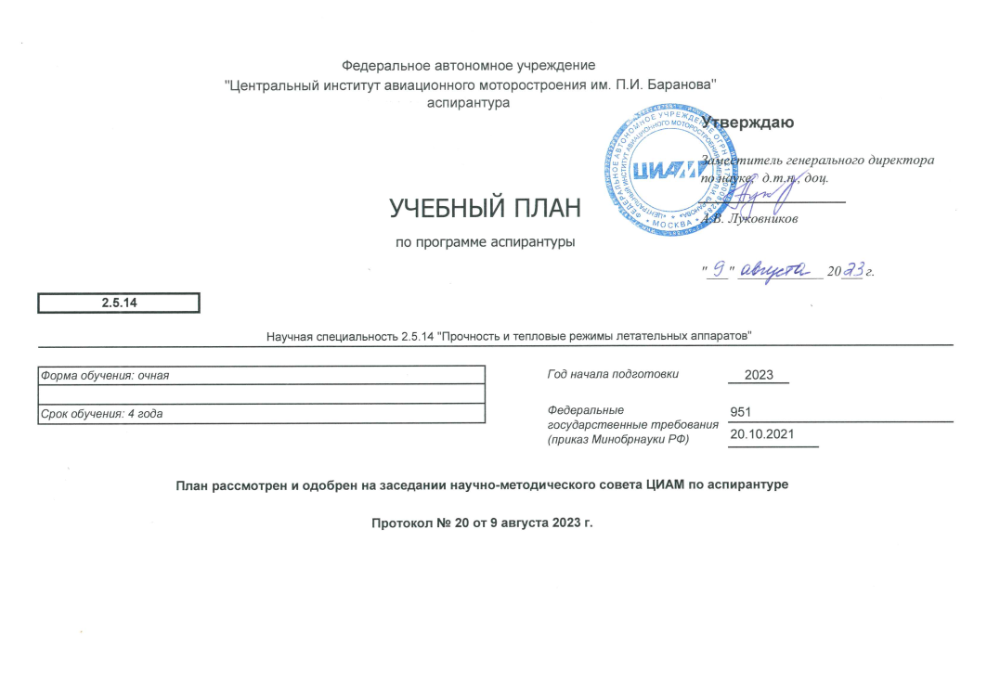 Федеральное автономное учреждение
"Центральный институт авиационного моторостроения им. П.И. Баранова"
аспирантура
Утверждаю
Заместитель генерального директора
по науке, д.т.н., доц.
А.В. Луковников
УЧЕБНЫЙ ПЛАН
по программе аспирантуры
"9" августа 2023 г.
2.5.14
Научная специальность 2.5.14 "Прочность и тепловые режимы летательных аппаратов"
Форма обучения: очная
Срок обучения: 4 года
Год начала подготовки 2023
Федеральные
государственные требования
(приказ Минобрнауки РФ)
951
20.10.2021
План рассмотрен и одобрен на заседании научно-методического совета ЦИАМ по аспирантуре
Протокол № 20 от 9 августа 2023 г.
ЦИАМ
ФЕДЕРАЛЬНОЕ АВТОНОМНОЕ УЧРЕЖДЕНИЕ ОГРН
МОСКВА